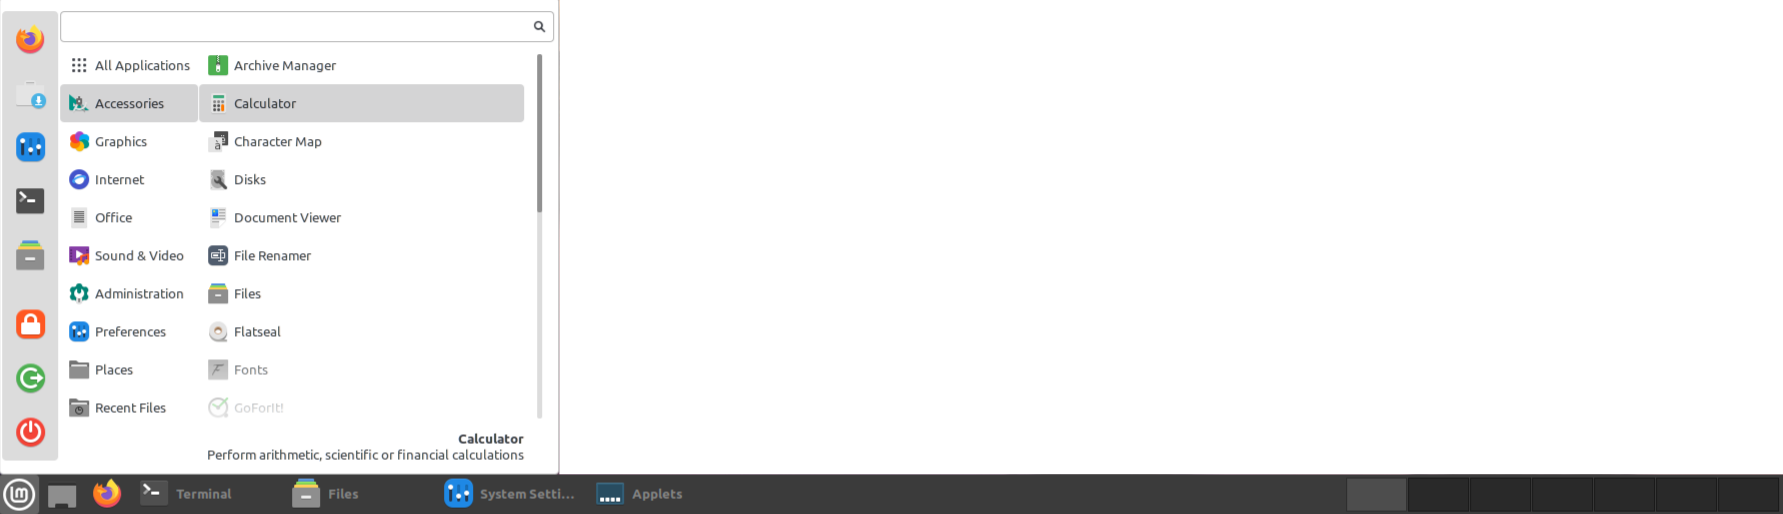 All Applications
Accessories
Graphics
Internet
Office
Sound & Video
Administration
Preferences
Places
Recent Files
Archive Manager
Calculator
Character Map
Disks
Document Viewer
File Renamer
Files
Flatseal
Fonts
GoForIt!
Calculator
Perform arithmetic, scientific or financial calculations
Terminal
Files
System Setti...
Applets